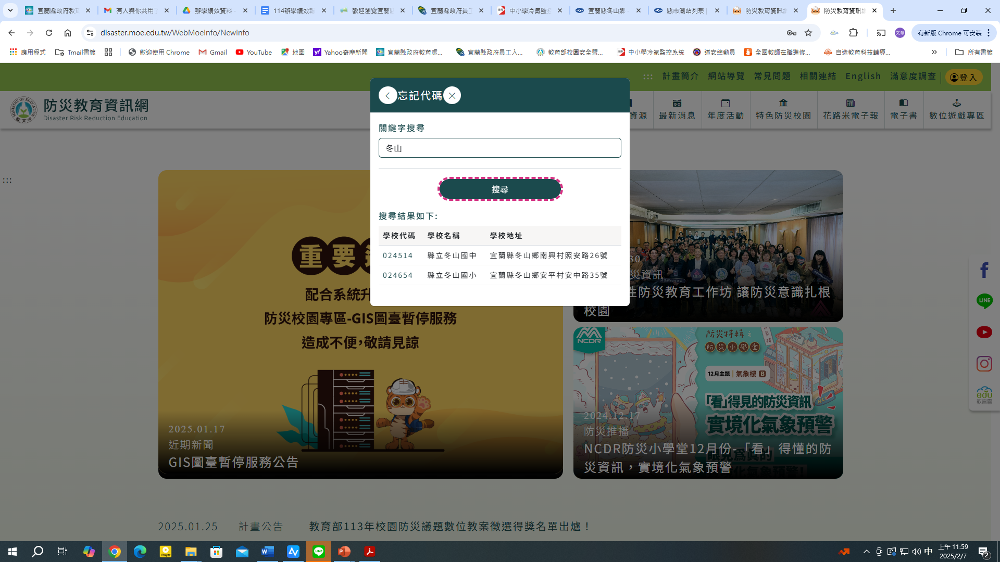 宜蘭縣政府教育
有人與你共用了
辦學績效資料 -
114辦學績效報
歡迎瀏覽宜蘭縣
宜蘭縣政府員工
中小學冷氣監控
宜蘭縣冬山鄉 -
縣市測站列表 |
防災教育資訊網
防災教育資訊網
disaster.moe.edu.tw/WebMoeInfo/NewInfo
文章
有新版 Chrome 可安裝
應用程式
Tmail書籤
歡迎使用 Chrome
Gmail
YouTube
地圖
Yahoo奇摩新聞
宜蘭縣政府教育處...
宜蘭縣政府員工入...
教育部校園安全暨...
中小學冷氣監控系統
道安總動員
全國教師在職進修...
自造教育科技輔導...
所有書籤
::: 計畫簡介 網站導覽 常見問題 相關連結 English 滿意度調查 登入
防災教育資訊網
Disaster Risk Reduction Education
資源 最新消息 年度活動 特色防災校園 花路米電子報 電子書 數位遊戲專區
忘記代碼
關鍵字搜尋
冬山
搜尋
搜尋結果如下:
學校代碼 學校名稱 學校地址
024514 縣立冬山國中 宜蘭縣冬山鄉南興村照安路26號
024654 縣立冬山國小 宜蘭縣冬山鄉安平村安中路35號
:::
重要
配合系統升
防災校園專區-GIS圖臺暫停服務
造成不便,敬請見諒
2025.01.17
近期新聞
GIS圖臺暫停服務公告
30
災資訊
性防災教育工作坊 讓防災意識扎根
校園
NCDR
防災特輯之
防災小學堂
12月主題 氣象樓 B
「看」得見的防災資訊
實境化氣象預警
2024.12.17
防災推播
NCDR防災小學堂12月份-「看」得懂的防
災資訊，實境化氣象預警
LINE
edu
教育雲
2025.01.25 計畫公告 教育部113年校園防災議題數位教案徵選得獎名單出爐！
Player
LINE
中
上午 11:59
2025/2/7
2